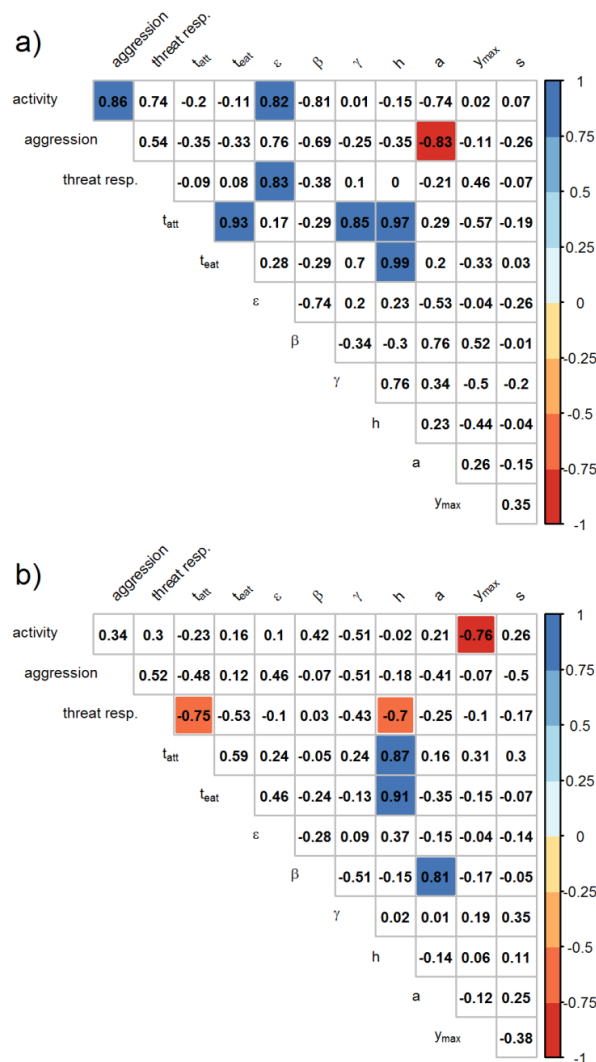 a)
aggression threat resp. t_att t_eat ε β γ h a y_max s
activity 0.86 0.74 -0.2 -0.11 0.82 -0.81 0.01 -0.15 -0.74 0.02 0.07
aggression 0.54 -0.35 -0.33 0.76 -0.69 -0.25 -0.35 -0.83 -0.11 -0.26
threat resp. -0.09 0.08 0.83 -0.38 0.1 0 -0.21 0.46 -0.07
t_att 0.93 0.17 -0.29 0.85 0.97 0.29 -0.57 -0.19
t_eat 0.28 -0.29 0.7 0.99 0.2 -0.33 0.03
ε -0.74 0.2 0.23 -0.53 -0.04 -0.26
β -0.34 -0.3 0.76 0.52 -0.01
γ 0.76 0.34 -0.5 -0.2
h 0.23 -0.44 -0.04
a 0.26 -0.15
y_max 0.35
1
0.75
0.5
0.25
0
-0.25
-0.5
-0.75
-1
b)
aggression threat resp. t_att t_eat ε β γ h a y_max s
activity 0.34 0.3 -0.23 0.16 0.1 0.42 -0.51 -0.02 0.21 -0.76 0.26
aggression 0.52 -0.48 0.12 0.46 -0.07 -0.51 -0.18 -0.41 -0.07 -0.5
threat resp. -0.75 -0.53 -0.1 0.03 -0.43 -0.7 -0.25 -0.1 -0.17
t_att 0.59 0.24 -0.05 0.24 0.87 0.16 0.31 0.3
t_eat 0.46 -0.24 -0.13 0.91 -0.35 -0.15 -0.07
ε -0.28 0.09 0.37 -0.15 -0.04 -0.14
β -0.51 -0.15 0.81 -0.17 -0.05
γ 0.02 0.01 0.19 0.35
h -0.14 0.06 0.11
a -0.12 0.25
y_max -0.38
1
0.75
0.5
0.25
0
-0.25
-0.5
-0.75
-1